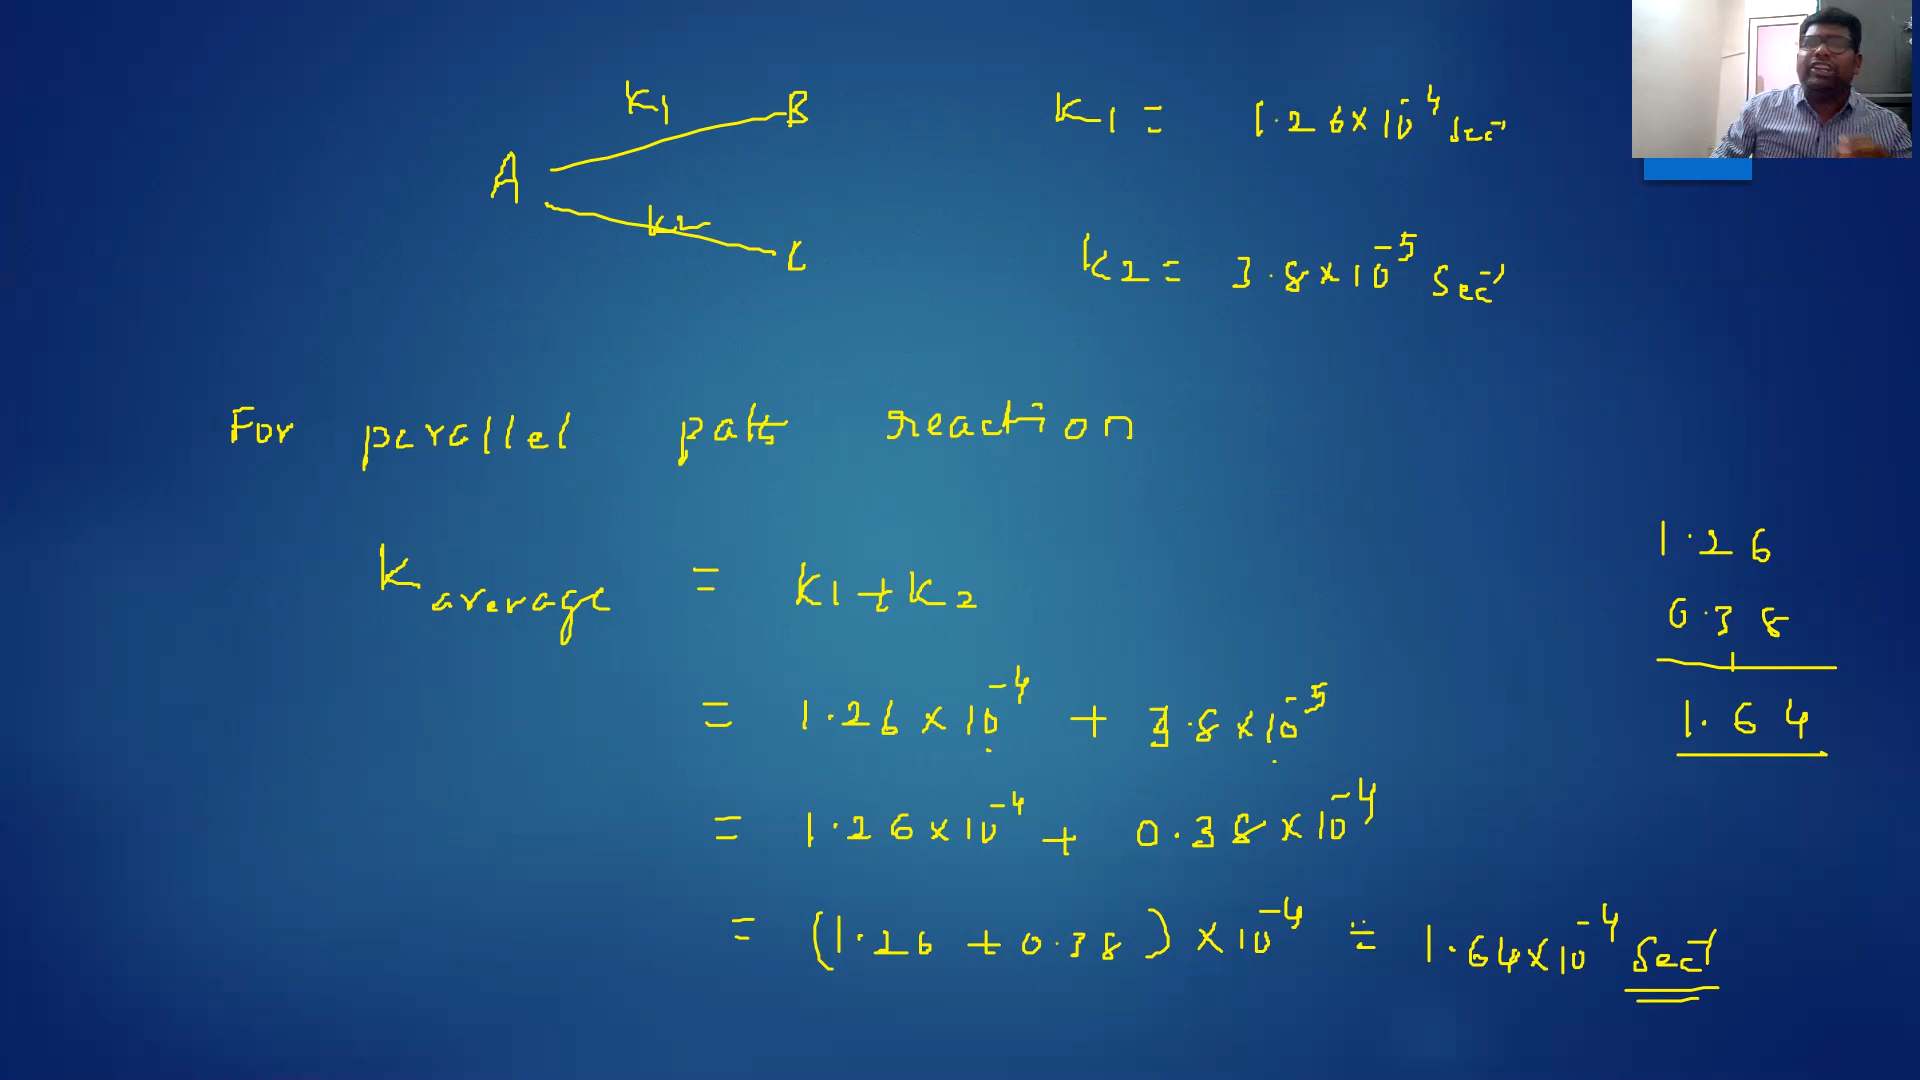 K1 B K1 = 1.26×10⁻⁴ sec⁻¹
A
k2 C K2 = 3.8×10⁻⁵ Sec⁻¹
For parallel path reaction
Kaverage = K1+K2
= 1.26×10⁻⁴ + 3.8×10⁻⁵
= 1.26×10⁻⁴ + 0.38×10⁻⁴
= (1.26 + 0.38) ×10⁻⁴ = 1.64×10⁻⁴ Sec⁻¹
1.26
0.38
1.64